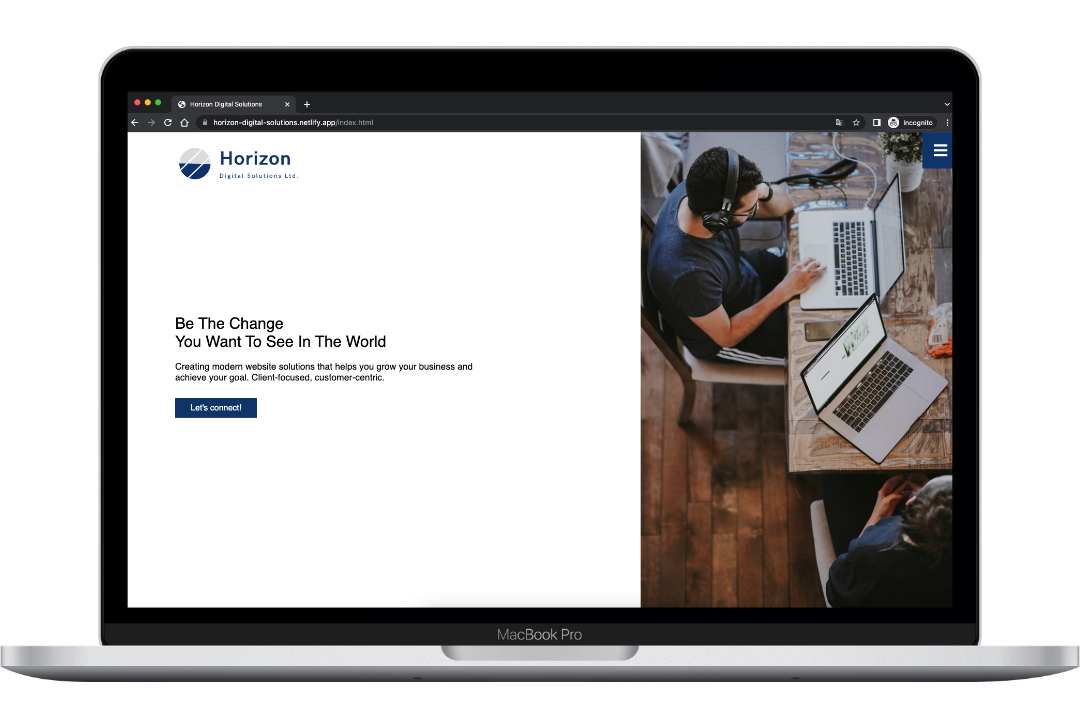 Horizon Digital Solutions
horizon-digital-solutions.netlify.app/index.html
Incognito
Horizon
Digital Solutions Ltd.
Be The Change
You Want To See In The World
Creating modern website solutions that helps you grow your business and
achieve your goal. Client-focused, customer-centric.
Let's connect!
MacBook Pro